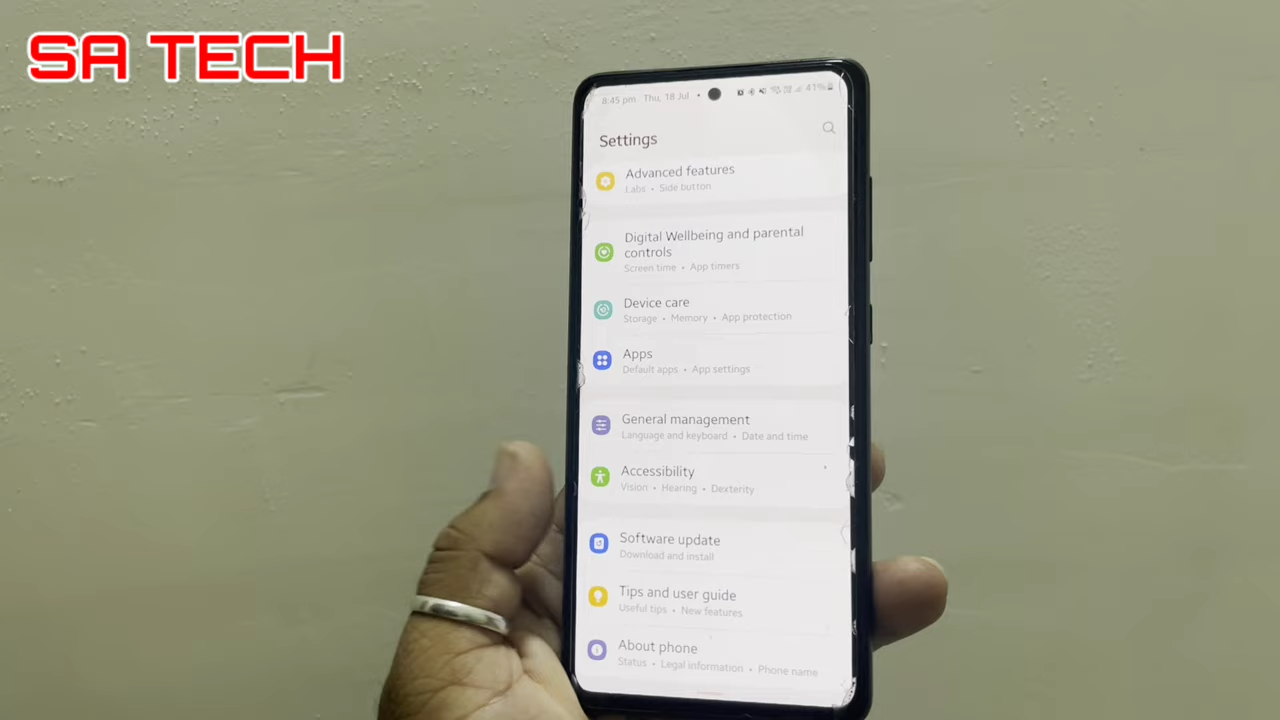 SA TECH
8:45 pm Thu, 18 Jul • 41%
Settings
Advanced features
Labs • Side button
Digital Wellbeing and parental
controls
Screen time • App timers
Device care
Storage • Memory • App protection
Apps
Default apps • App settings
General management
Language and keyboard • Date and time
Accessibility
Vision • Hearing • Dexterity
Software update
Download and install
Tips and user guide
Useful tips • New features
About phone
Status • Legal information • Phone name